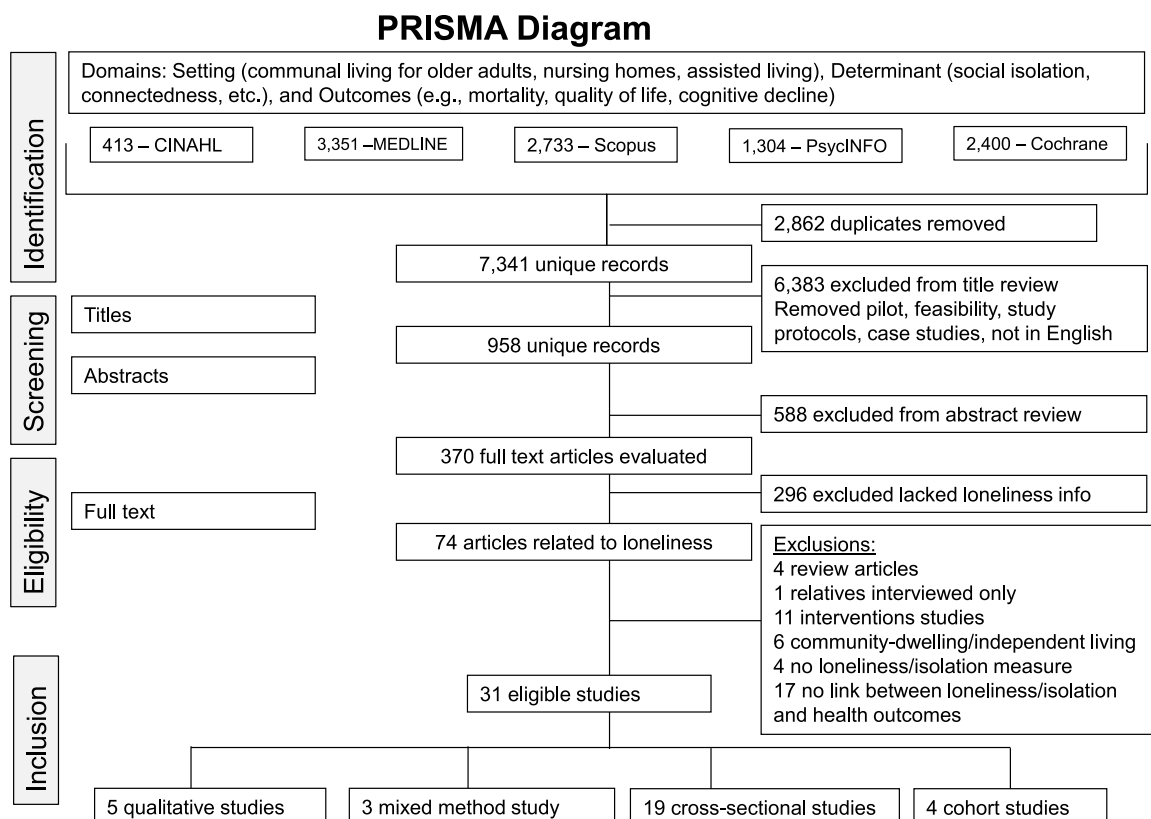 PRISMA Diagram
Identification
Domains: Setting (communal living for older adults, nursing homes, assisted living), Determinant (social isolation,
connectedness, etc.), and Outcomes (e.g., mortality, quality of life, cognitive decline)
413 – CINAHL
3,351 –MEDLINE
2,733 – Scopus
1,304 – PsycINFO
2,400 – Cochrane
2,862 duplicates removed
7,341 unique records
6,383 excluded from title review
Removed pilot, feasibility, study
protocols, case studies, not in English
Screening
Titles
958 unique records
Abstracts
588 excluded from abstract review
370 full text articles evaluated
Eligibility
296 excluded lacked loneliness info
Full text
74 articles related to loneliness
Exclusions:
4 review articles
1 relatives interviewed only
11 interventions studies
6 community-dwelling/independent living
4 no loneliness/isolation measure
17 no link between loneliness/isolation
and health outcomes
Inclusion
31 eligible studies
5 qualitative studies
3 mixed method study
19 cross-sectional studies
4 cohort studies